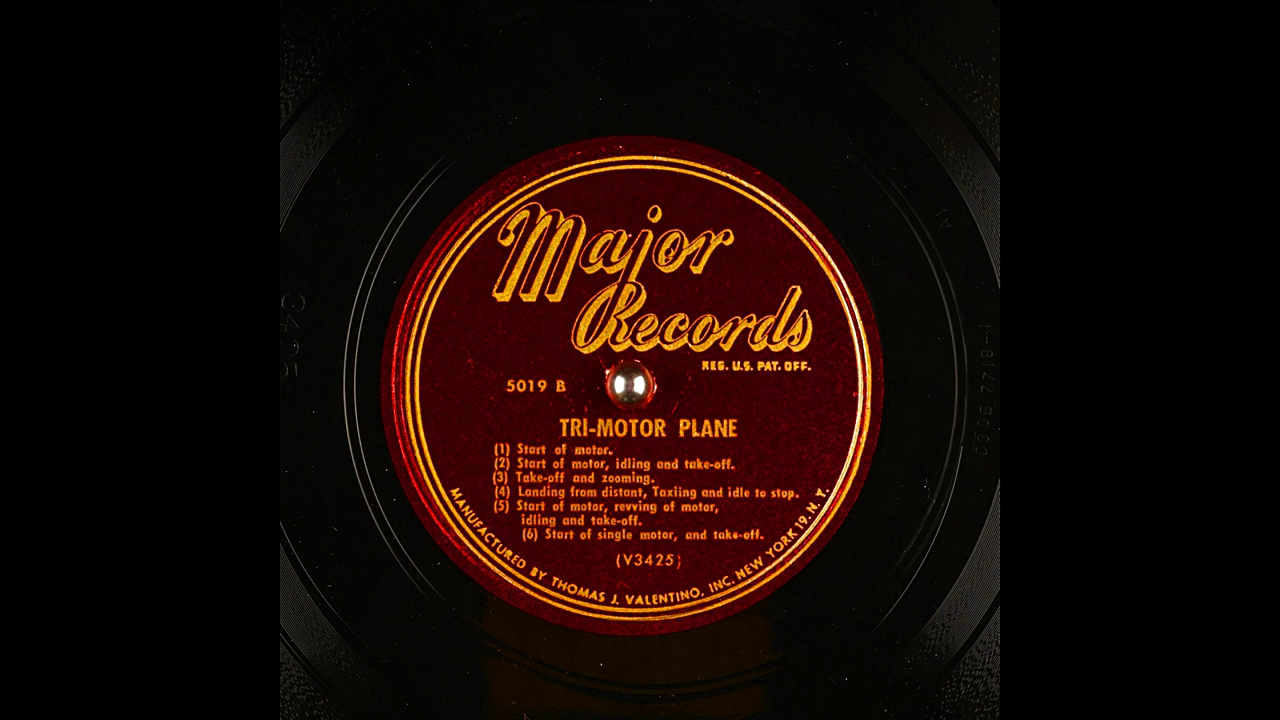 Major
Records
REG. U.S. PAT. OFF.
5019 B
TRI-MOTOR PLANE
(1) Start of motor.
(2) Start of motor, idling and take-off.
(3) Take-off and zooming.
(4) Landing from distant, Taxiing and idle to stop.
(5) Start of motor, revving of motor,
idling and take-off.
(6) Start of single motor, and take-off.
(V3425)
MANUFACTURED BY THOMAS J. VALENTINO, INC. NEW YORK 19, N. Y.